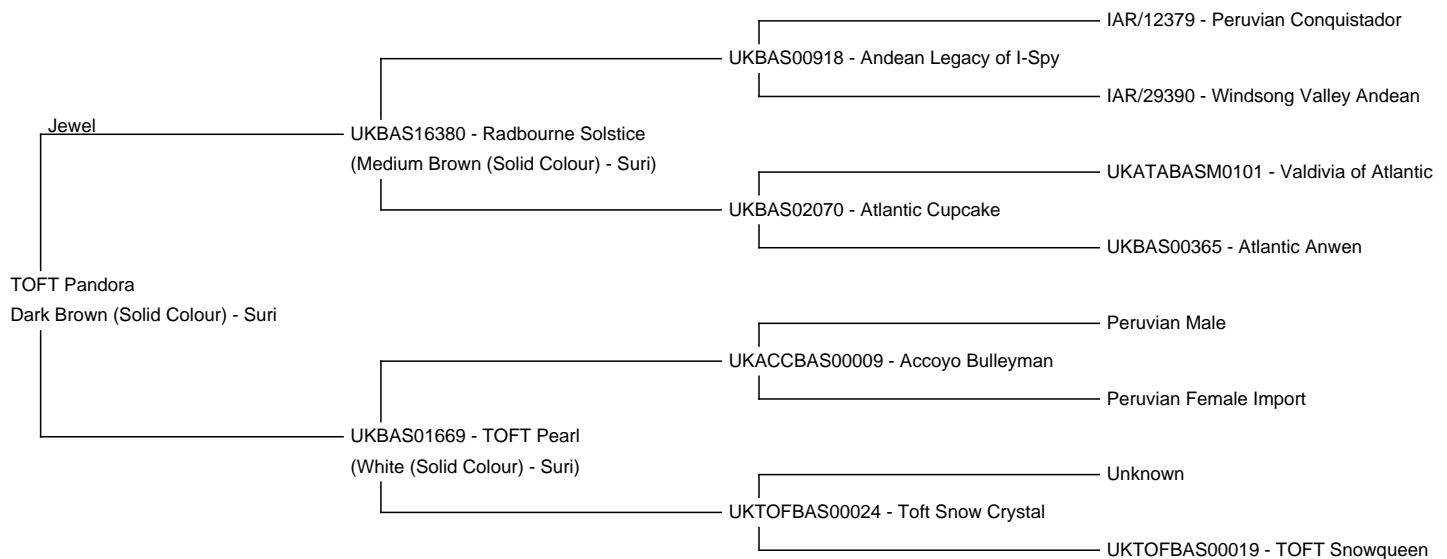 IAR/12379 - Peruvian Conquistador
UKBAS00918 - Andean Legacy of I-Spy
IAR/29390 - Windsong Valley Andean
Jewel
UKBAS16380 - Radbourne Solstice
(Medium Brown (Solid Colour) - Suri)
UKATABASM0101 - Valdivia of Atlantic
UKBAS02070 - Atlantic Cupcake
UKBAS00365 - Atlantic Anwen
TOFT Pandora
Dark Brown (Solid Colour) - Suri
Peruvian Male
UKACCBAS00009 - Accoyo Bulleyman
Peruvian Female Import
UKBAS01669 - TOFT Pearl
(White (Solid Colour) - Suri)
Unknown
UKTOFBAS00024 - Toft Snow Crystal
UKTOFBAS00019 - TOFT Snowqueen